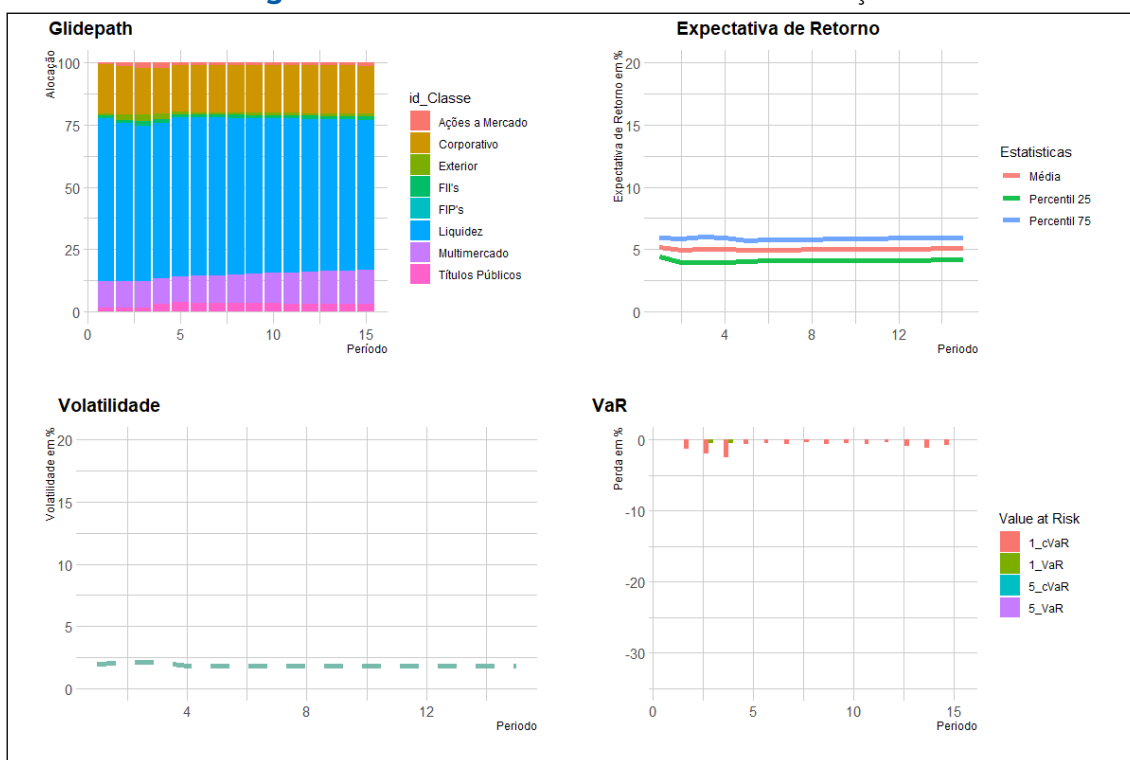 Glidepath
Alocação
100
75
50
25
0
0
5
10
15
Período
id_Classe
Ações a Mercado
Corporativo
Exterior
FII's
FIP's
Liquidez
Multimercado
Títulos Públicos
Expectativa de Retorno
Expectativa de Retorno em %
20
15
10
5
0
4
8
12
Periodo
Estatisticas
Média
Percentil 25
Percentil 75
Volatilidade
Volatilidade em %
20
15
10
5
0
4
8
12
Periodo
VaR
Perda em %
0
-10
-20
-30
0
5
10
15
Periodo
Value at Risk
1_cVaR
1_VaR
5_cVaR
5_VaR